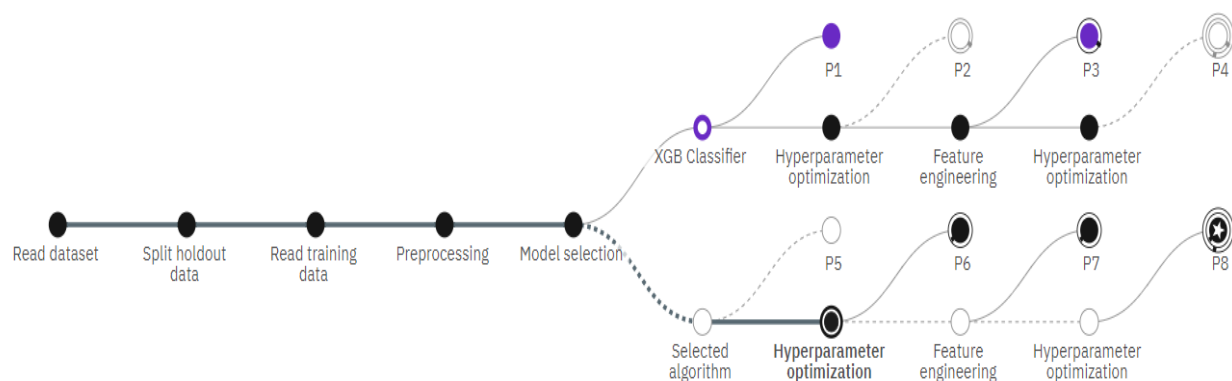 P1
P2
P3
P4
XGB Classifier
Hyperparameter
optimization
Feature
engineering
Hyperparameter
optimization
Read dataset
Split holdout
data
Read training
data
Preprocessing
Model selection
P5
P6
P7
P8
Selected
algorithm
Hyperparameter
optimization
Feature
engineering
Hyperparameter
optimization